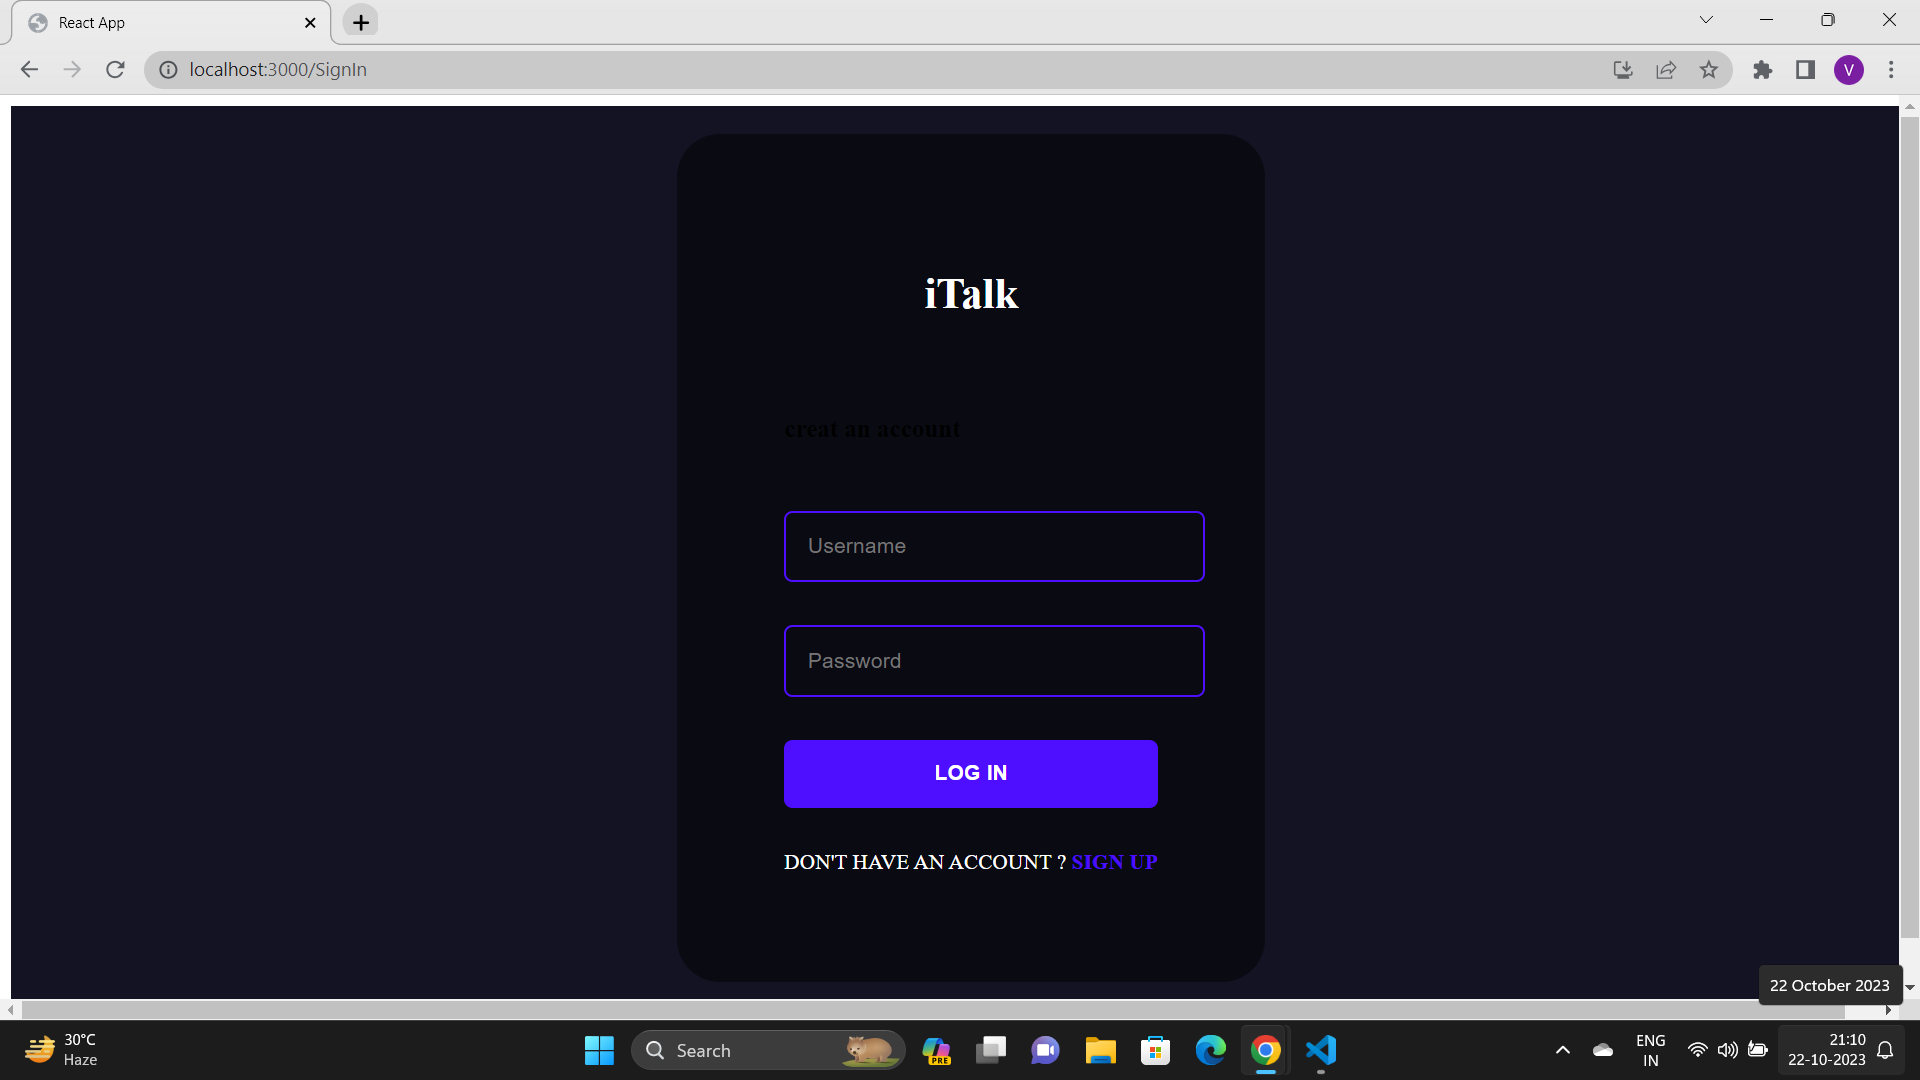 React App
localhost:3000/SignIn
V
iTalk
creat an account
Username
Password
LOG IN
DON'T HAVE AN ACCOUNT ? SIGN UP
22 October 2023
30°C
Haze
Search
PRE
ENG
IN
21:10
22-10-2023